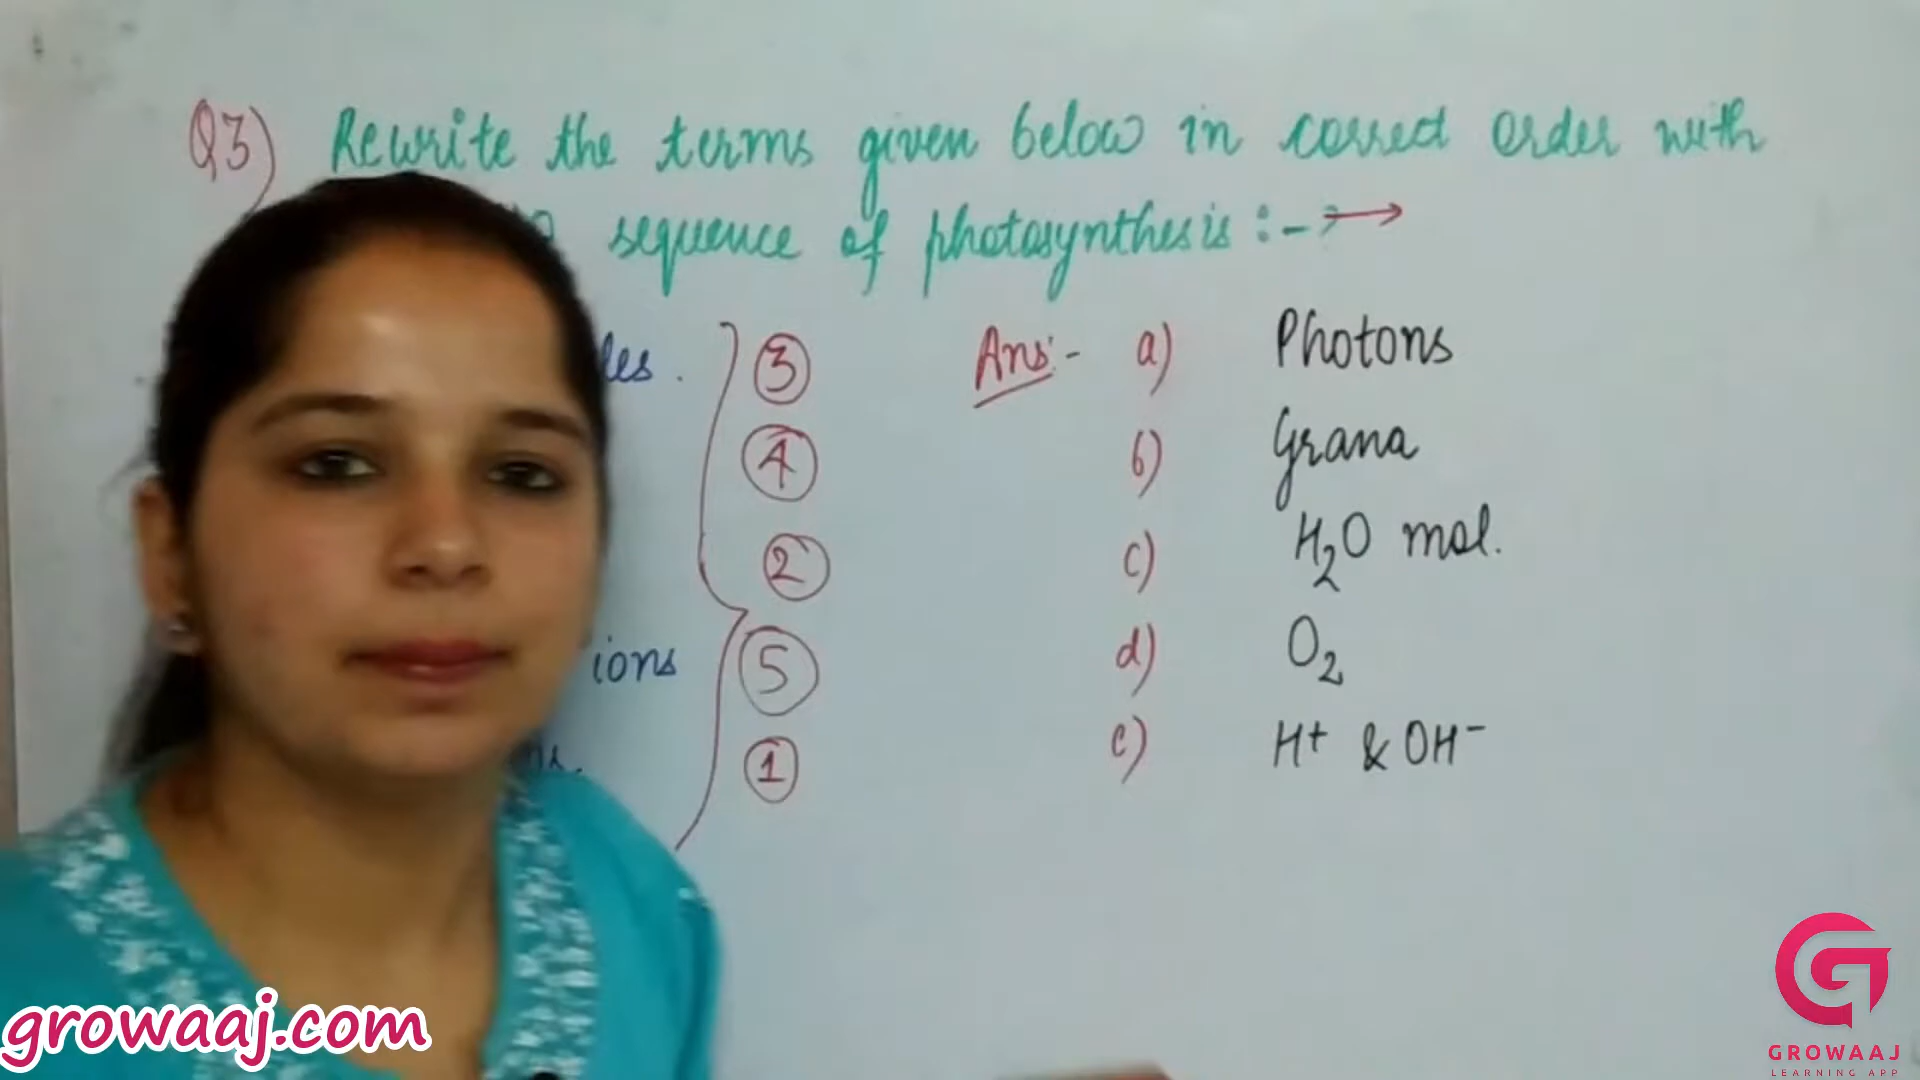 Q3) Rewrite the terms given below in correct order with
sequence of photosynthesis :- →
3
4
2
ions 5
1
Ans:- a) Photons
b) Grana
c) H₂O mol.
d) O₂
e) H⁺ & OH⁻
growaaj.com
G
GROWAAJ
LEARNING APP